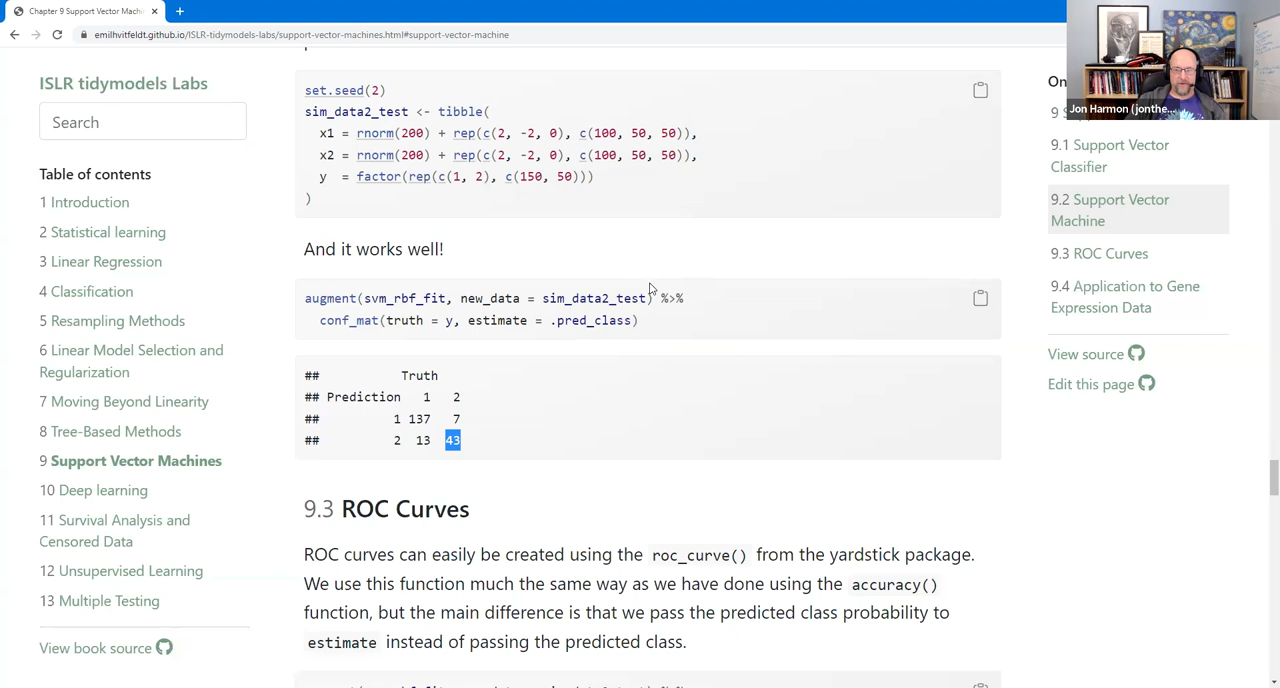 Chapter 9 Support Vector Machin
emilhvitfeldt.github.io/ISLR-tidymodels-labs/support-vector-machines.html#support-vector-machine
Jon Harmon (jonthe...
ISLR tidymodels Labs
Search
Table of contents
1 Introduction
2 Statistical learning
3 Linear Regression
4 Classification
5 Resampling Methods
6 Linear Model Selection and
Regularization
7 Moving Beyond Linearity
8 Tree-Based Methods
9 Support Vector Machines
10 Deep learning
11 Survival Analysis and
Censored Data
12 Unsupervised Learning
13 Multiple Testing
View book source
set.seed(2)
sim_data2_test <- tibble(
x1 = rnorm(200) + rep(c(2, -2, 0), c(100, 50, 50)),
x2 = rnorm(200) + rep(c(2, -2, 0), c(100, 50, 50)),
y  = factor(rep(c(1, 2), c(150, 50)))
)
And it works well!
augment(svm_rbf_fit, new_data = sim_data2_test) %>%
conf_mat(truth = y, estimate = .pred_class)
##           Truth
## Prediction   1   2
##          1 137   7
##          2  13  43
9.3 ROC Curves
ROC curves can easily be created using the roc_curve() from the yardstick package.
We use this function much the same way as we have done using the accuracy()
function, but the main difference is that we pass the predicted class probability to
estimate instead of passing the predicted class.
On
9.1 Support Vector
Classifier
9.2 Support Vector
Machine
9.3 ROC Curves
9.4 Application to Gene
Expression Data
View source
Edit this page